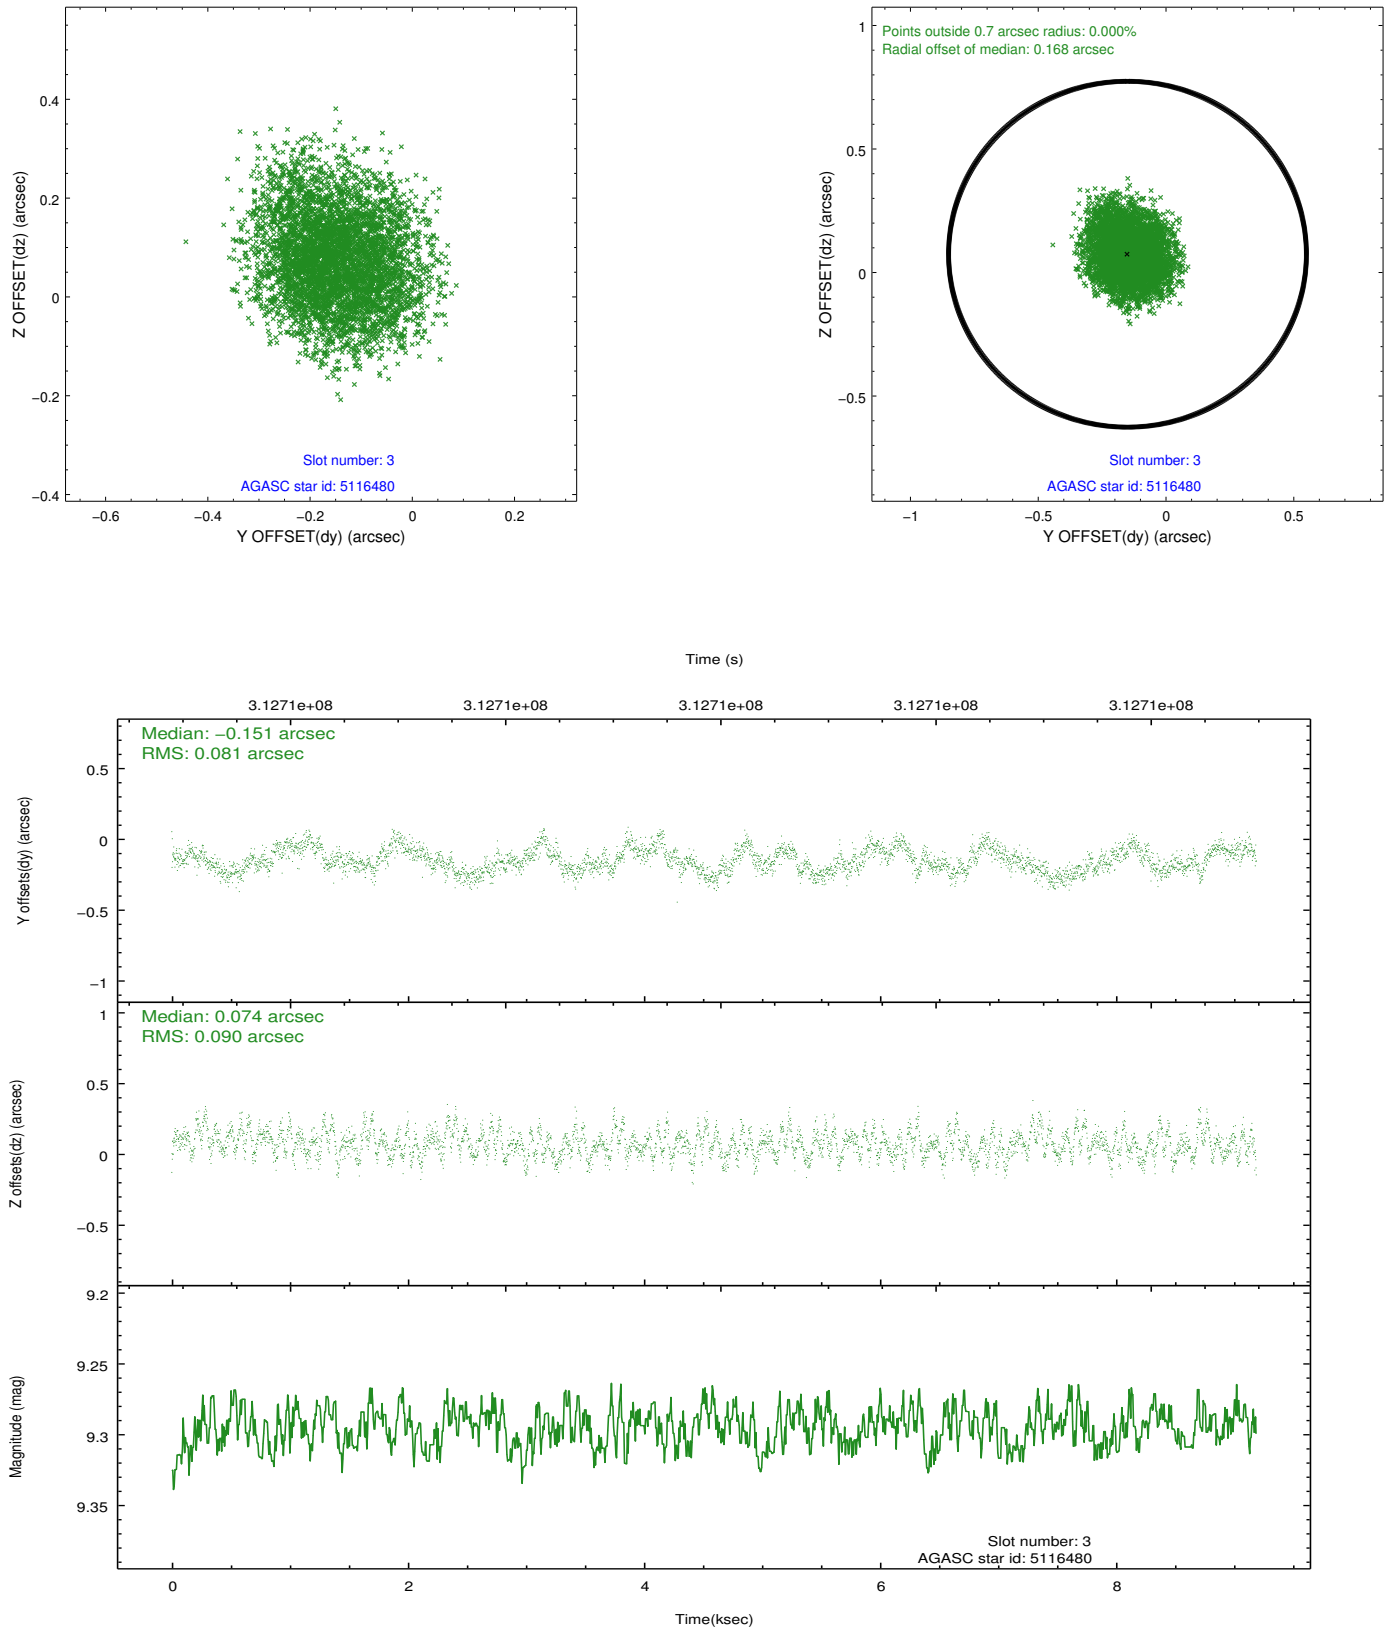 0.4
0.2
0
−0.2
−0.4
Z OFFSET(dz) (arcsec)
Slot number: 3
AGASC star id: 5116480
−0.6
−0.4
−0.2
0
0.2
Y OFFSET(dy) (arcsec)
Points outside 0.7 arcsec radius: 0.000%
Radial offset of median: 0.168 arcsec
1
0.5
0
−0.5
Z OFFSET(dz) (arcsec)
Slot number: 3
AGASC star id: 5116480
−1
−0.5
0
0.5
Y OFFSET(dy) (arcsec)
Time (s)
3.1271e+08
3.1271e+08
3.1271e+08
3.1271e+08
3.1271e+08
Median: −0.151 arcsec
RMS: 0.081 arcsec
0.5
0
−0.5
−1
Y offsets(dy) (arcsec)
Median: 0.074 arcsec
RMS: 0.090 arcsec
1
0.5
0
−0.5
Z offsets(dz) (arcsec)
9.2
9.25
9.3
9.35
Magnitude (mag)
Slot number: 3
AGASC star id: 5116480
0
2
4
6
8
Time(ksec)